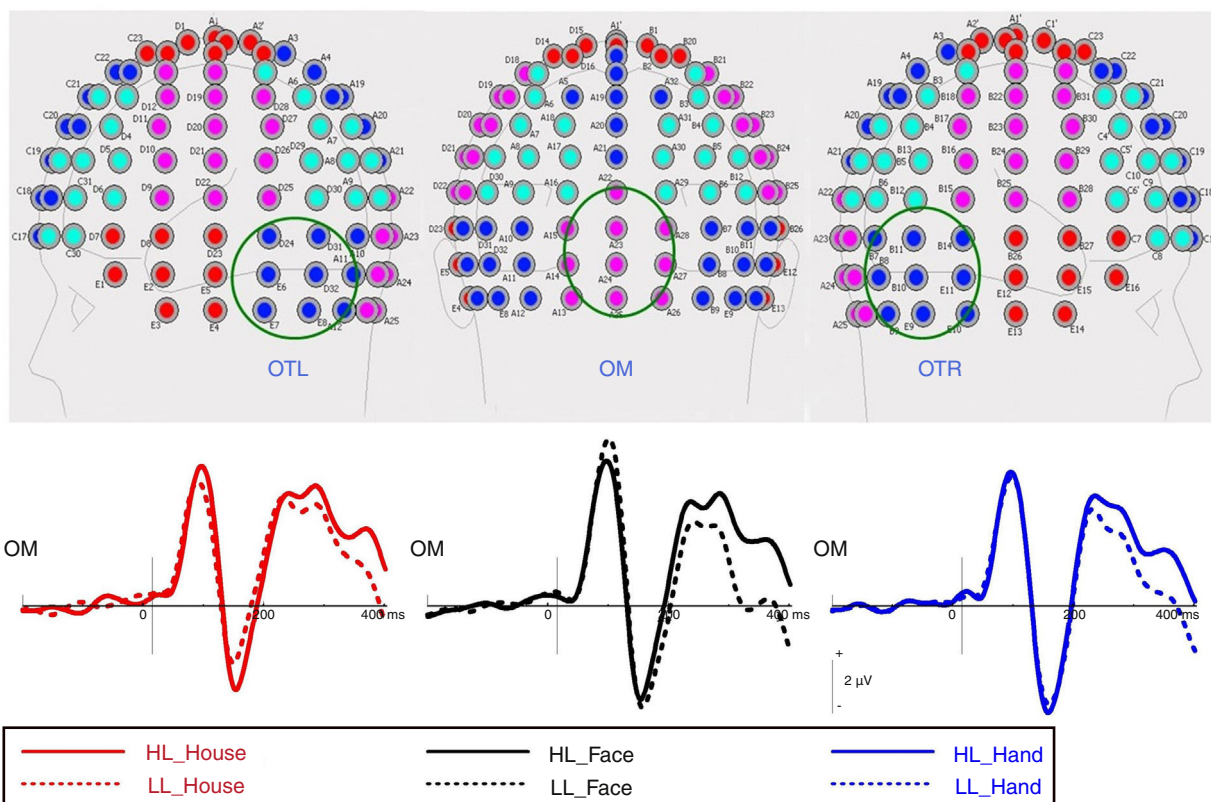 D1 A1 A2'
C23 A3
C22 A4
C21 A6 A19
D12 D19 D28
C20 D4 D11 D20 D27 A7 A20
C19 D5 D10 D21 D26 D29 A8 A21
C18 C31 D6 D9 D22 D25 D30 A9 A22
C17 C30 D7 D8 D23 D24 D31 A10 A23
E1 E2 E5 E6 A11 D32 A24
E3 E4 E7 E8 A12 A25
OTL
D15 A1' B1
D14 B20
D18 D16 B2 B21
D19 A5 A32 B22
A6 A19 B3
D20 A7 A18 A20 A31 B4 B23
D21 A8 A17 A21 A30 B5 B24
D22 D30 A9 A16 A22 A29 B6 B12 B25
D23 D31 A10 A15 A23 A28 B7 B11 B26
E5 D32 A11 A14 A24 A27 B8 B10 E12
E4 E8 A12 A13 A25 A26 B9 E9 E13
OM
A2' A1' C1'
A3 C23
A4 C22
A19 B3 C21
B18 B22 B31
A20 B4 B17 B23 B30 C4' C20
A21 B13 B5 B16 B24 B29 C5' C19
A22 B6 B12 B15 B25 B28 C6' C10 C9
A23 B7 B11 B14 B26 B27 C7 C8
A24 B8 B10 E11 E12 E15 E16
A25 B9 E9 E10 E13 E14
OTR
OM
0 200 400 ms
OM
0 200 400 ms
OM
0 200 400 ms
+
2 µV
-
HL_House HL_Face HL_Hand
LL_House LL_Face LL_Hand